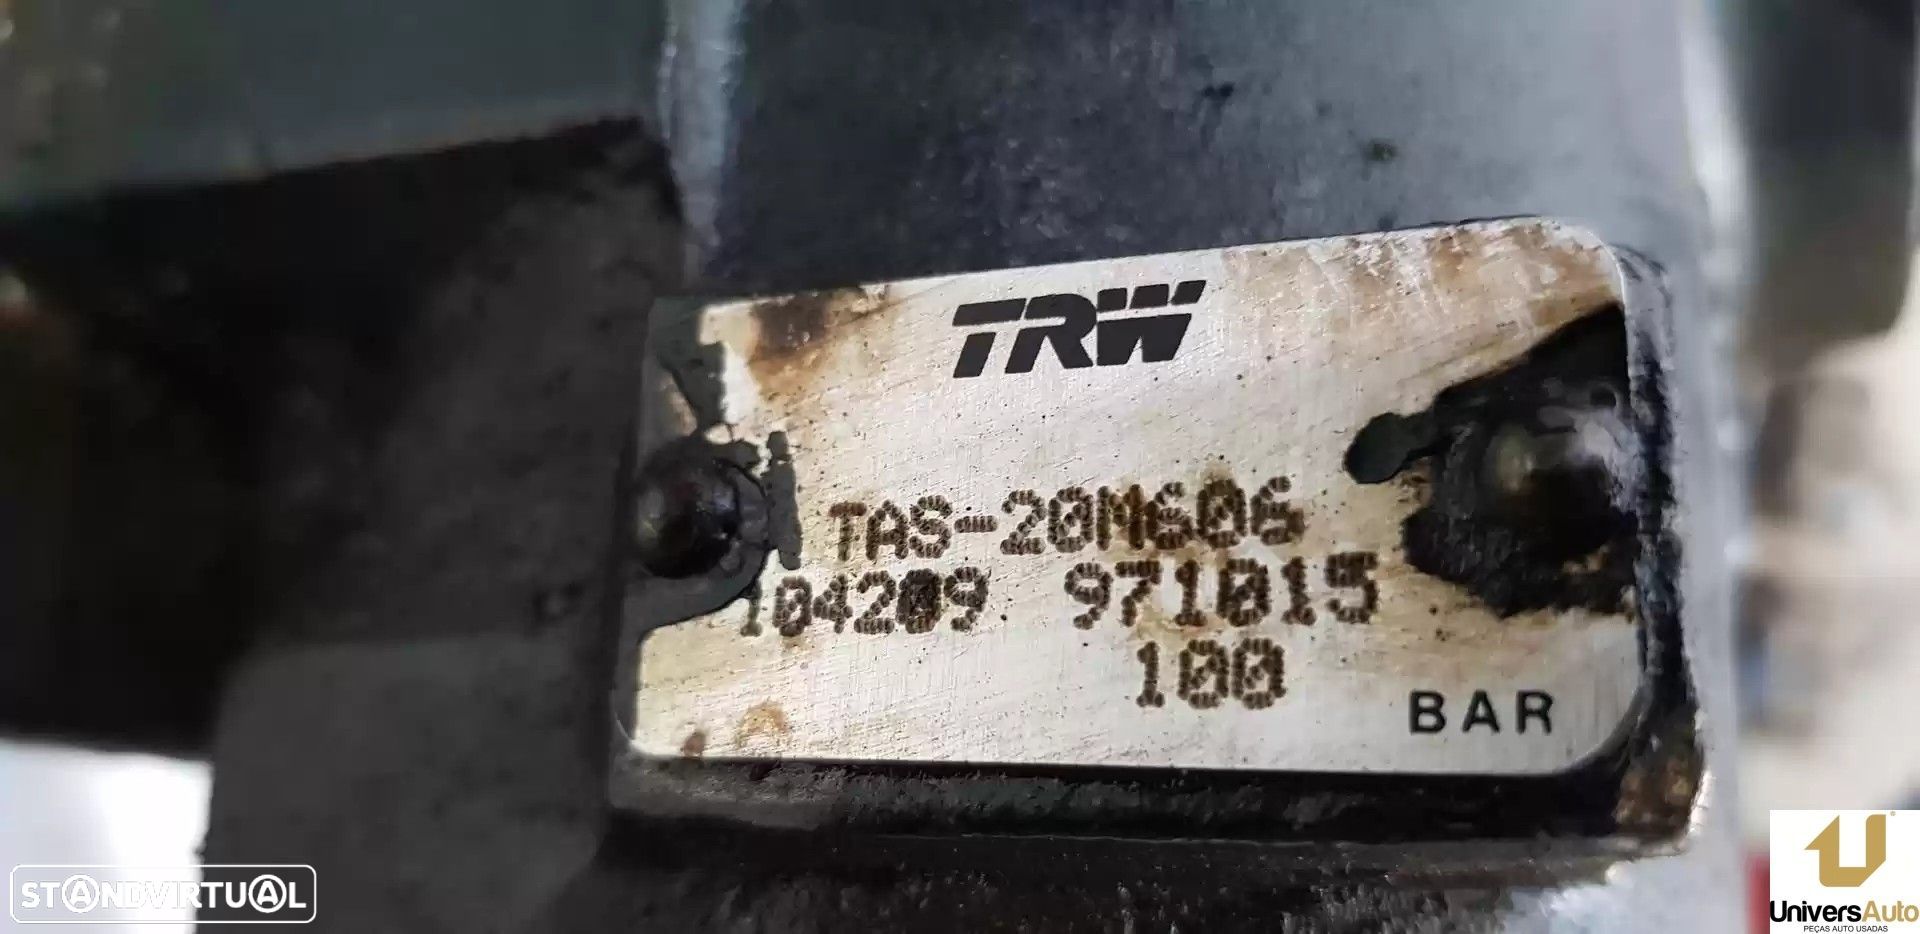 TRW
TAS-20M606
104209 971015
100 BAR
STANDVIRTUAL
UniversAuto
PEÇAS AUTO USADAS